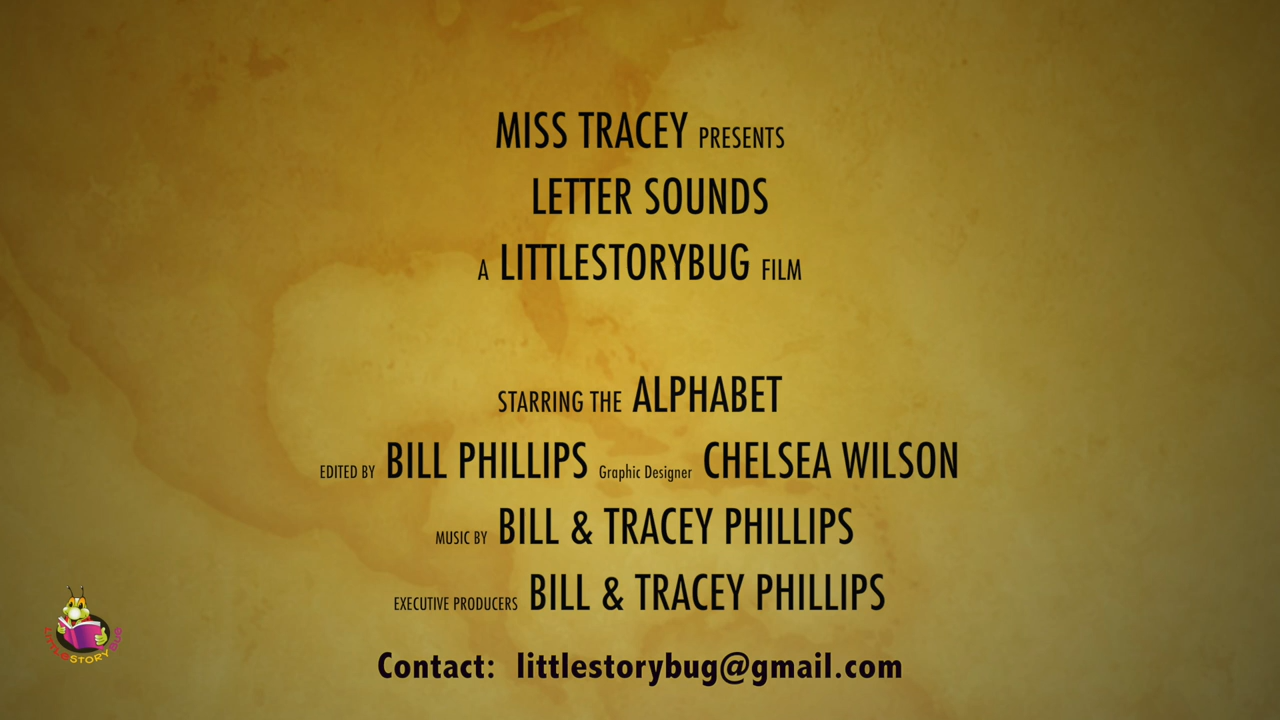 MISS TRACEY PRESENTS
LETTER SOUNDS
A LITTLESTORYBUG FILM
STARRING THE ALPHABET
EDITED BY BILL PHILLIPS Graphic Designer CHELSEA WILSON
MUSIC BY BILL & TRACEY PHILLIPS
EXECUTIVE PRODUCERS BILL & TRACEY PHILLIPS
LITTLESTORYBUG
Contact: littlestorybug@gmail.com